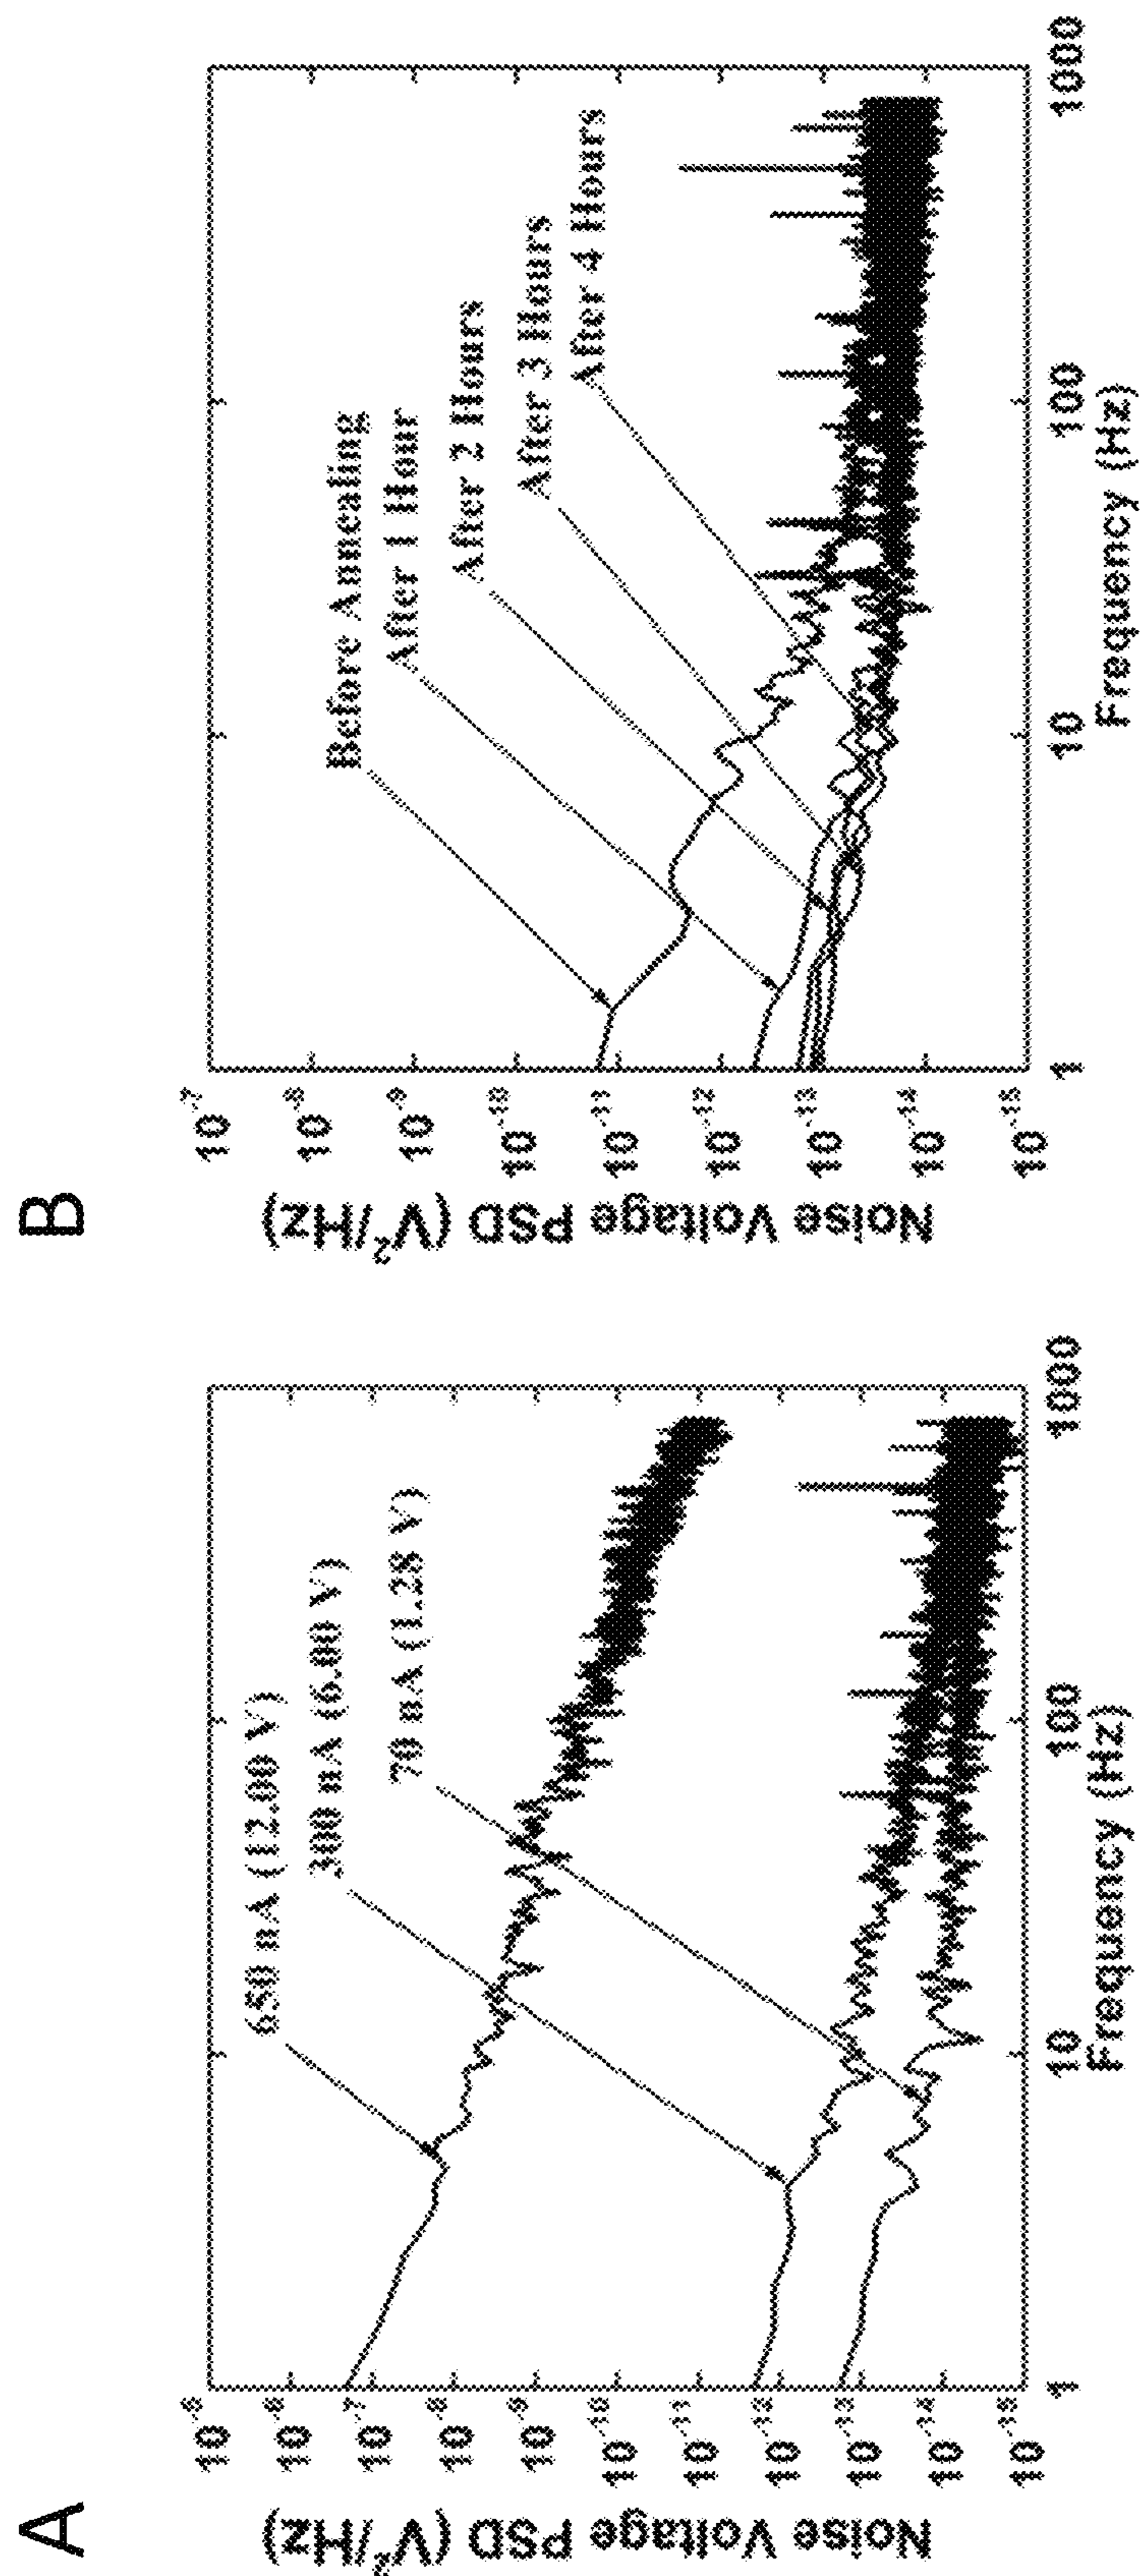 A
Noise Voltage PSD (V²/Hz)
10⁻⁵
10⁻⁶
10⁻⁷
10⁻⁸
10⁻⁹
10⁻¹⁰
10⁻¹¹
10⁻¹²
10⁻¹³
10⁻¹⁴
10⁻¹⁵
650 nA (12.00 V)
300 nA (6.00 V)
70 nA (1.28 V)
1 10 100 1000
Frequency (Hz)
B
Noise Voltage PSD (V²/Hz)
10⁻⁷
10⁻⁸
10⁻⁹
10⁻¹⁰
10⁻¹¹
10⁻¹²
10⁻¹³
10⁻¹⁴
10⁻¹⁵
Before Annealing
After 1 Hour
After 2 Hours
After 3 Hours
After 4 Hours
1 10 100 1000
Frequency (Hz)